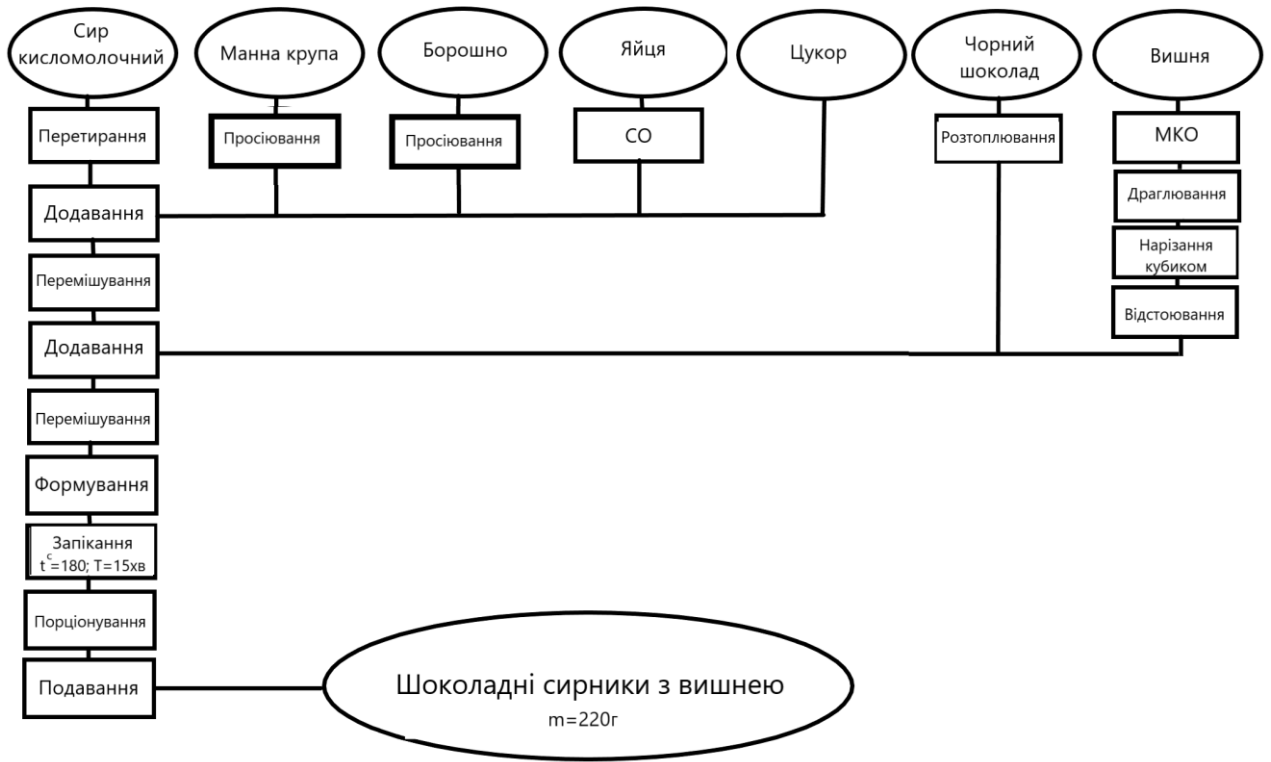 Сир
кисломолочний
Манна крупа
Борошно
Яйця
Цукор
Чорний
шоколад
Вишня
Перетирання
Просіювання
Просіювання
СО
Розтоплювання
МКО
Драглювання
Додавання
Нарізання
кубиком
Перемішування
Відстоювання
Додавання
Перемішування
Формування
Запікання
t с=180; Т=15хв
Порціонування
Подавання
Шоколадні сирники з вишнею
m=220г